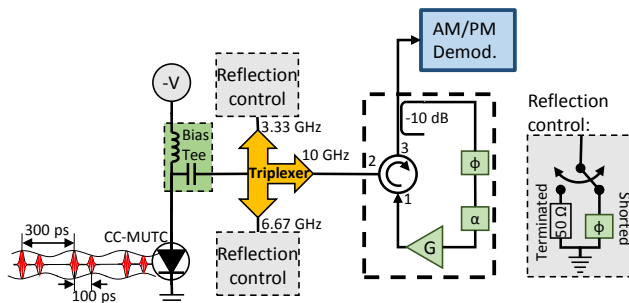 AM/PM
Demod.
-V
Reflection
control
-10 dB
Reflection
control:
Bias
Tee
3.33 GHz
10 GHz
2
3
1
ϕ
Triplexer
α
300 ps
CC-MUTC
6.67 GHz
G
Reflection
control
100 ps
Terminated
50 Ω
ϕ
Shorted